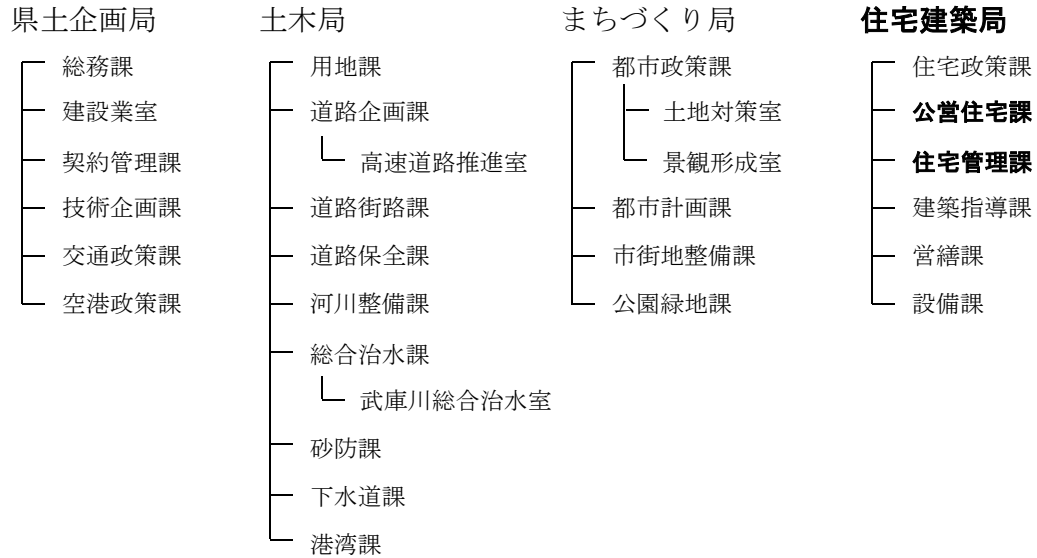 県土企画局
総務課
建設業室
契約管理課
技術企画課
交通政策課
空港政策課
土木局
用地課
道路企画課
高速道路推進室
道路街路課
道路保全課
河川整備課
総合治水課
武庫川総合治水室
砂防課
下水道課
港湾課
まちづくり局
都市政策課
土地対策室
景観形成室
都市計画課
市街地整備課
公園緑地課
住宅建築局
住宅政策課
公営住宅課
住宅管理課
建築指導課
営繕課
設備課